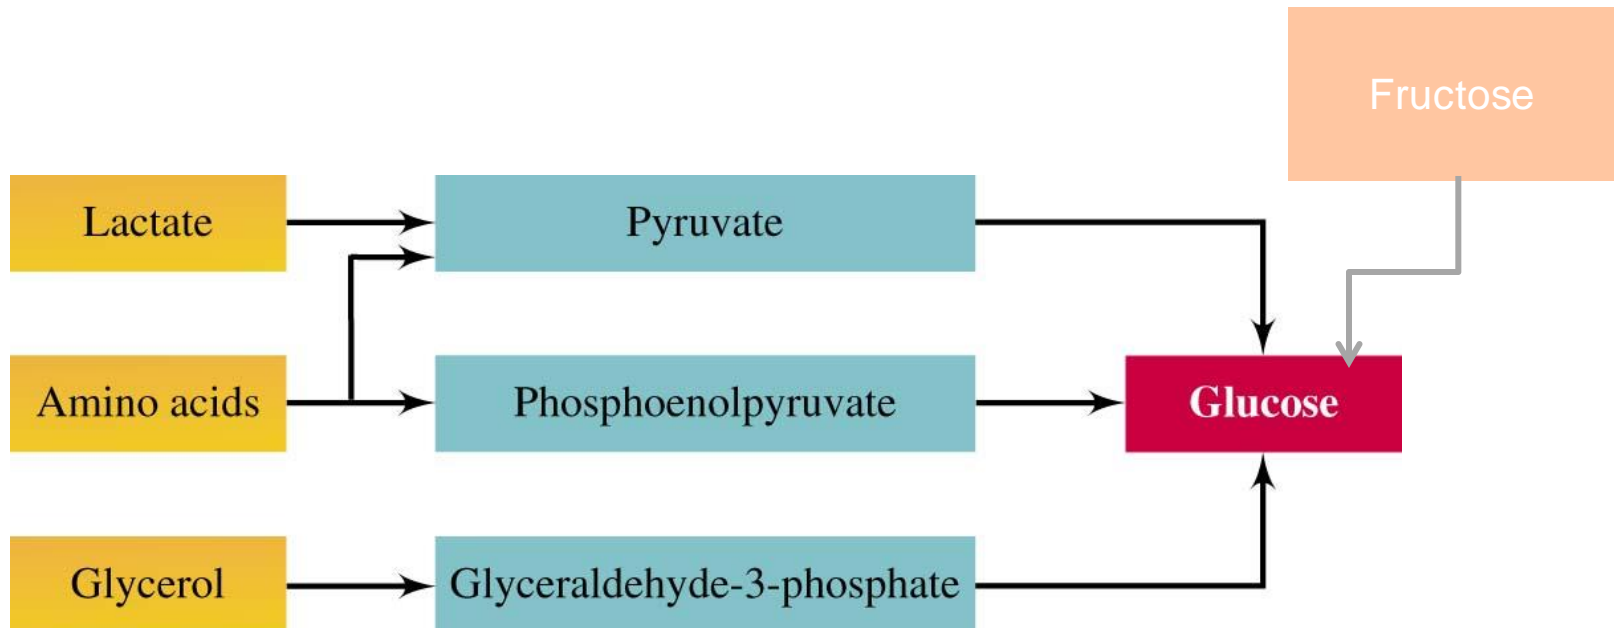 Fructose
Lactate
Pyruvate
Amino acids
Phosphoenolpyruvate
Glucose
Glycerol
Glyceraldehyde-3-phosphate